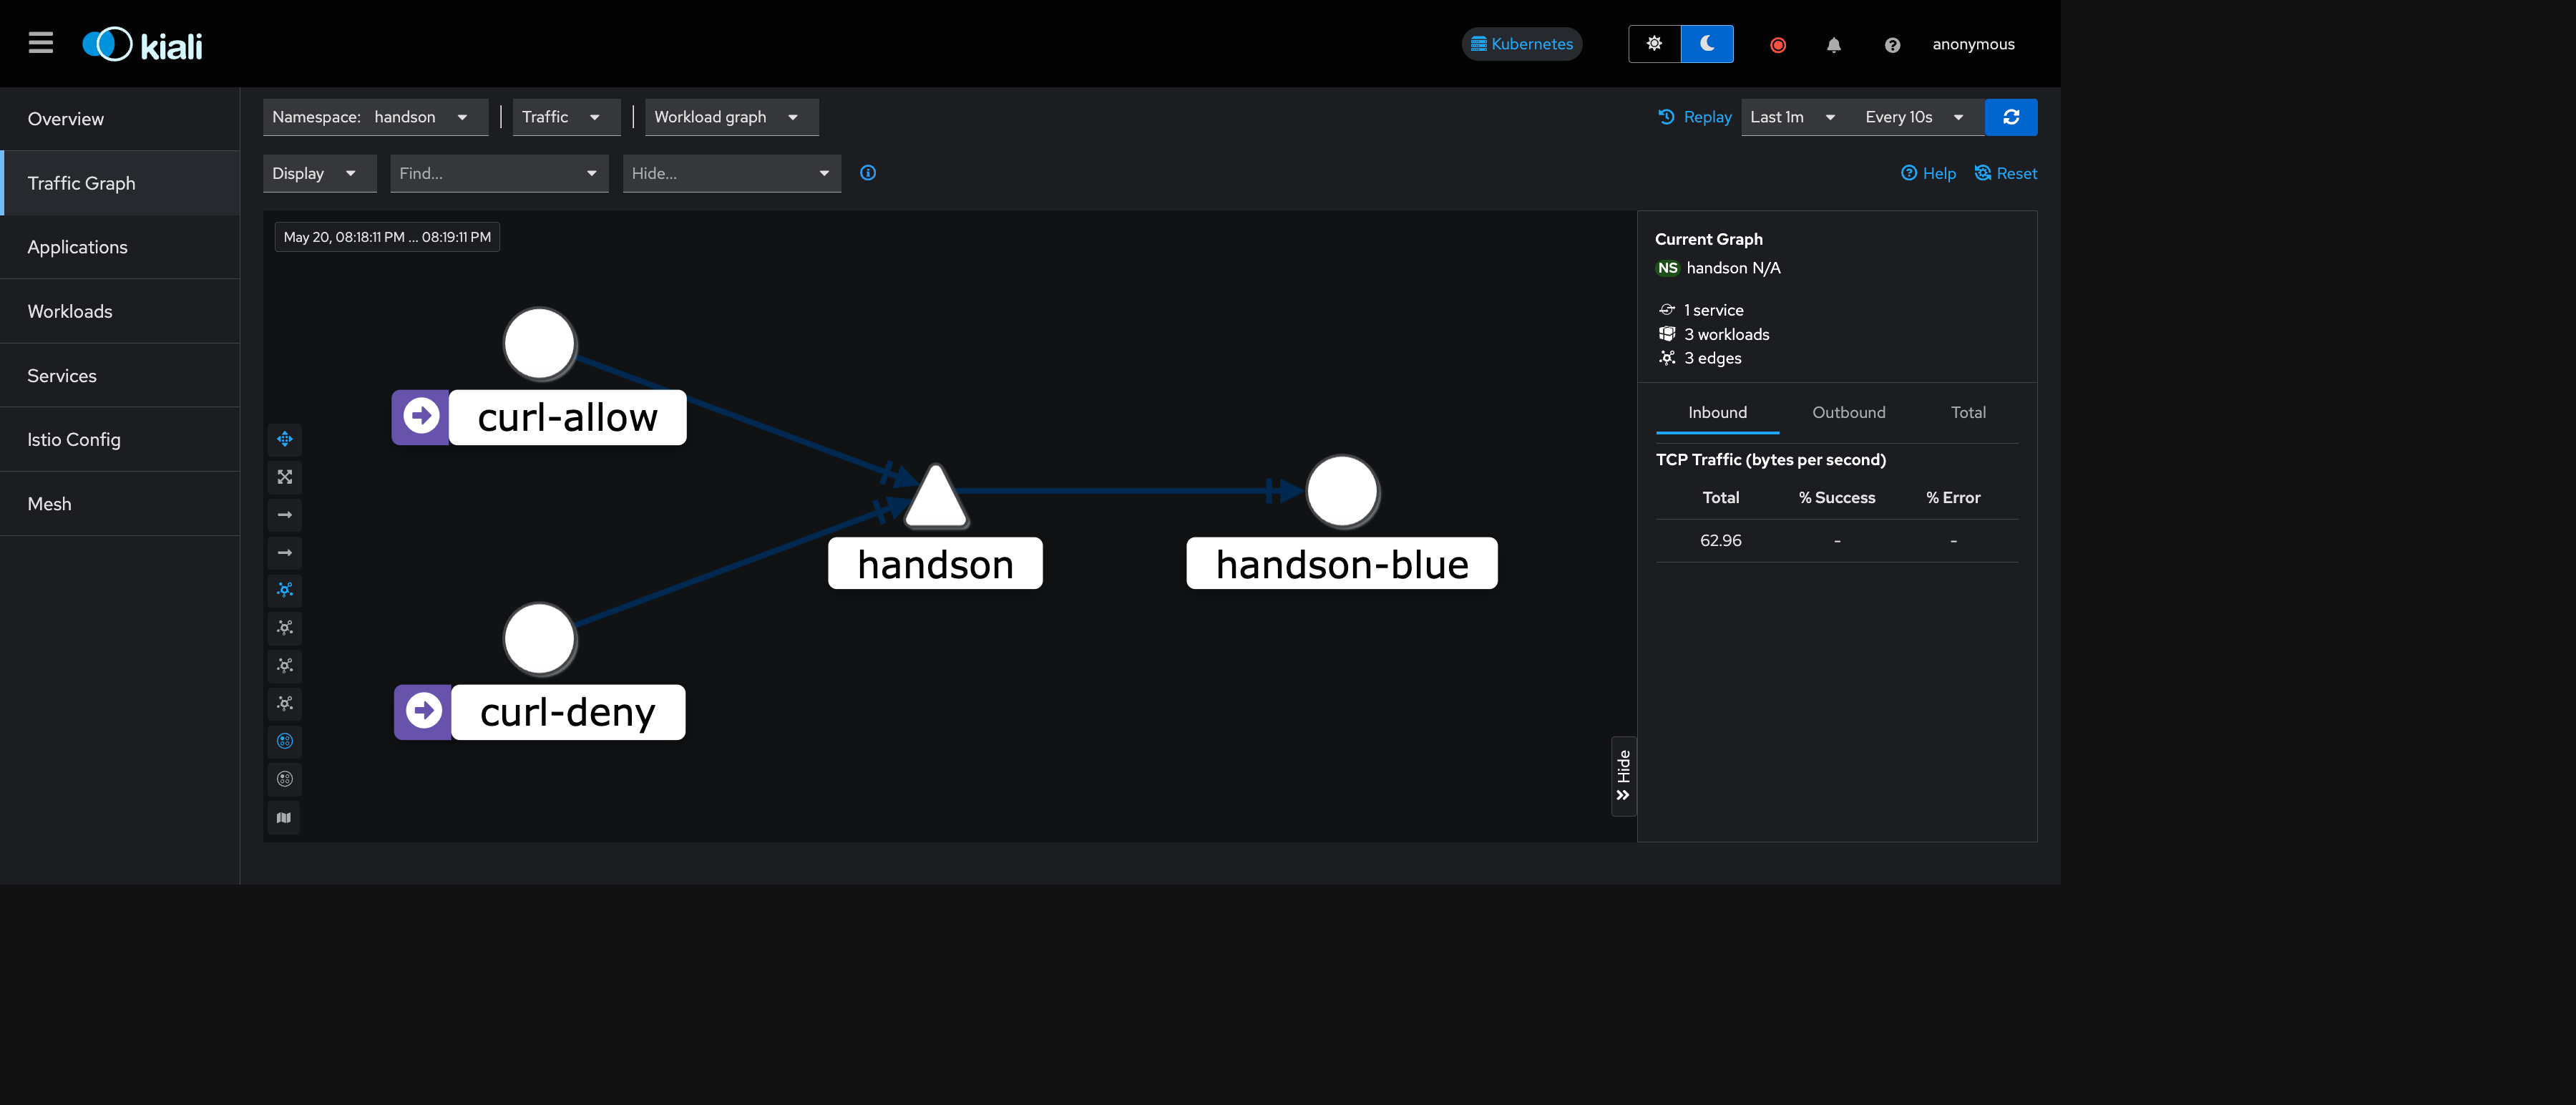 kiali
Kubernetes
anonymous
Overview
Traffic Graph
Applications
Workloads
Services
Istio Config
Mesh
Namespace: handson
Traffic
Workload graph
Replay
Last 1m
Every 10s
Display
Find...
Hide...
Help
Reset
May 20, 08:18:11 PM ... 08:19:11 PM
curl-allow
handson
handson-blue
curl-deny
Hide
Current Graph
NS handson N/A
1 service
3 workloads
3 edges
Inbound Outbound Total
TCP Traffic (bytes per second)
Total % Success % Error
62.96 - -